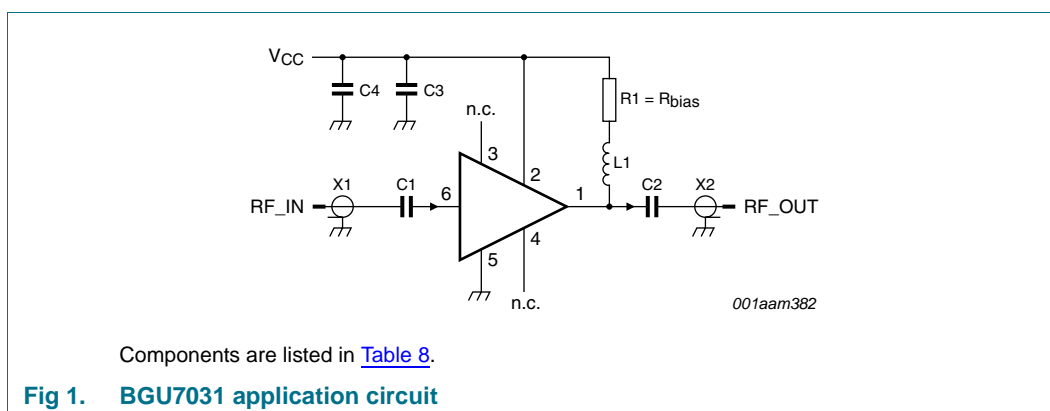 VCC
C4
C3
R1 = Rbias
n.c.
3
L1
2
X1
C1
C2
X2
RF_IN
6
1
RF_OUT
4
5
n.c.
001aam382
Components are listed in Table 8.
Fig 1. BGU7031 application circuit